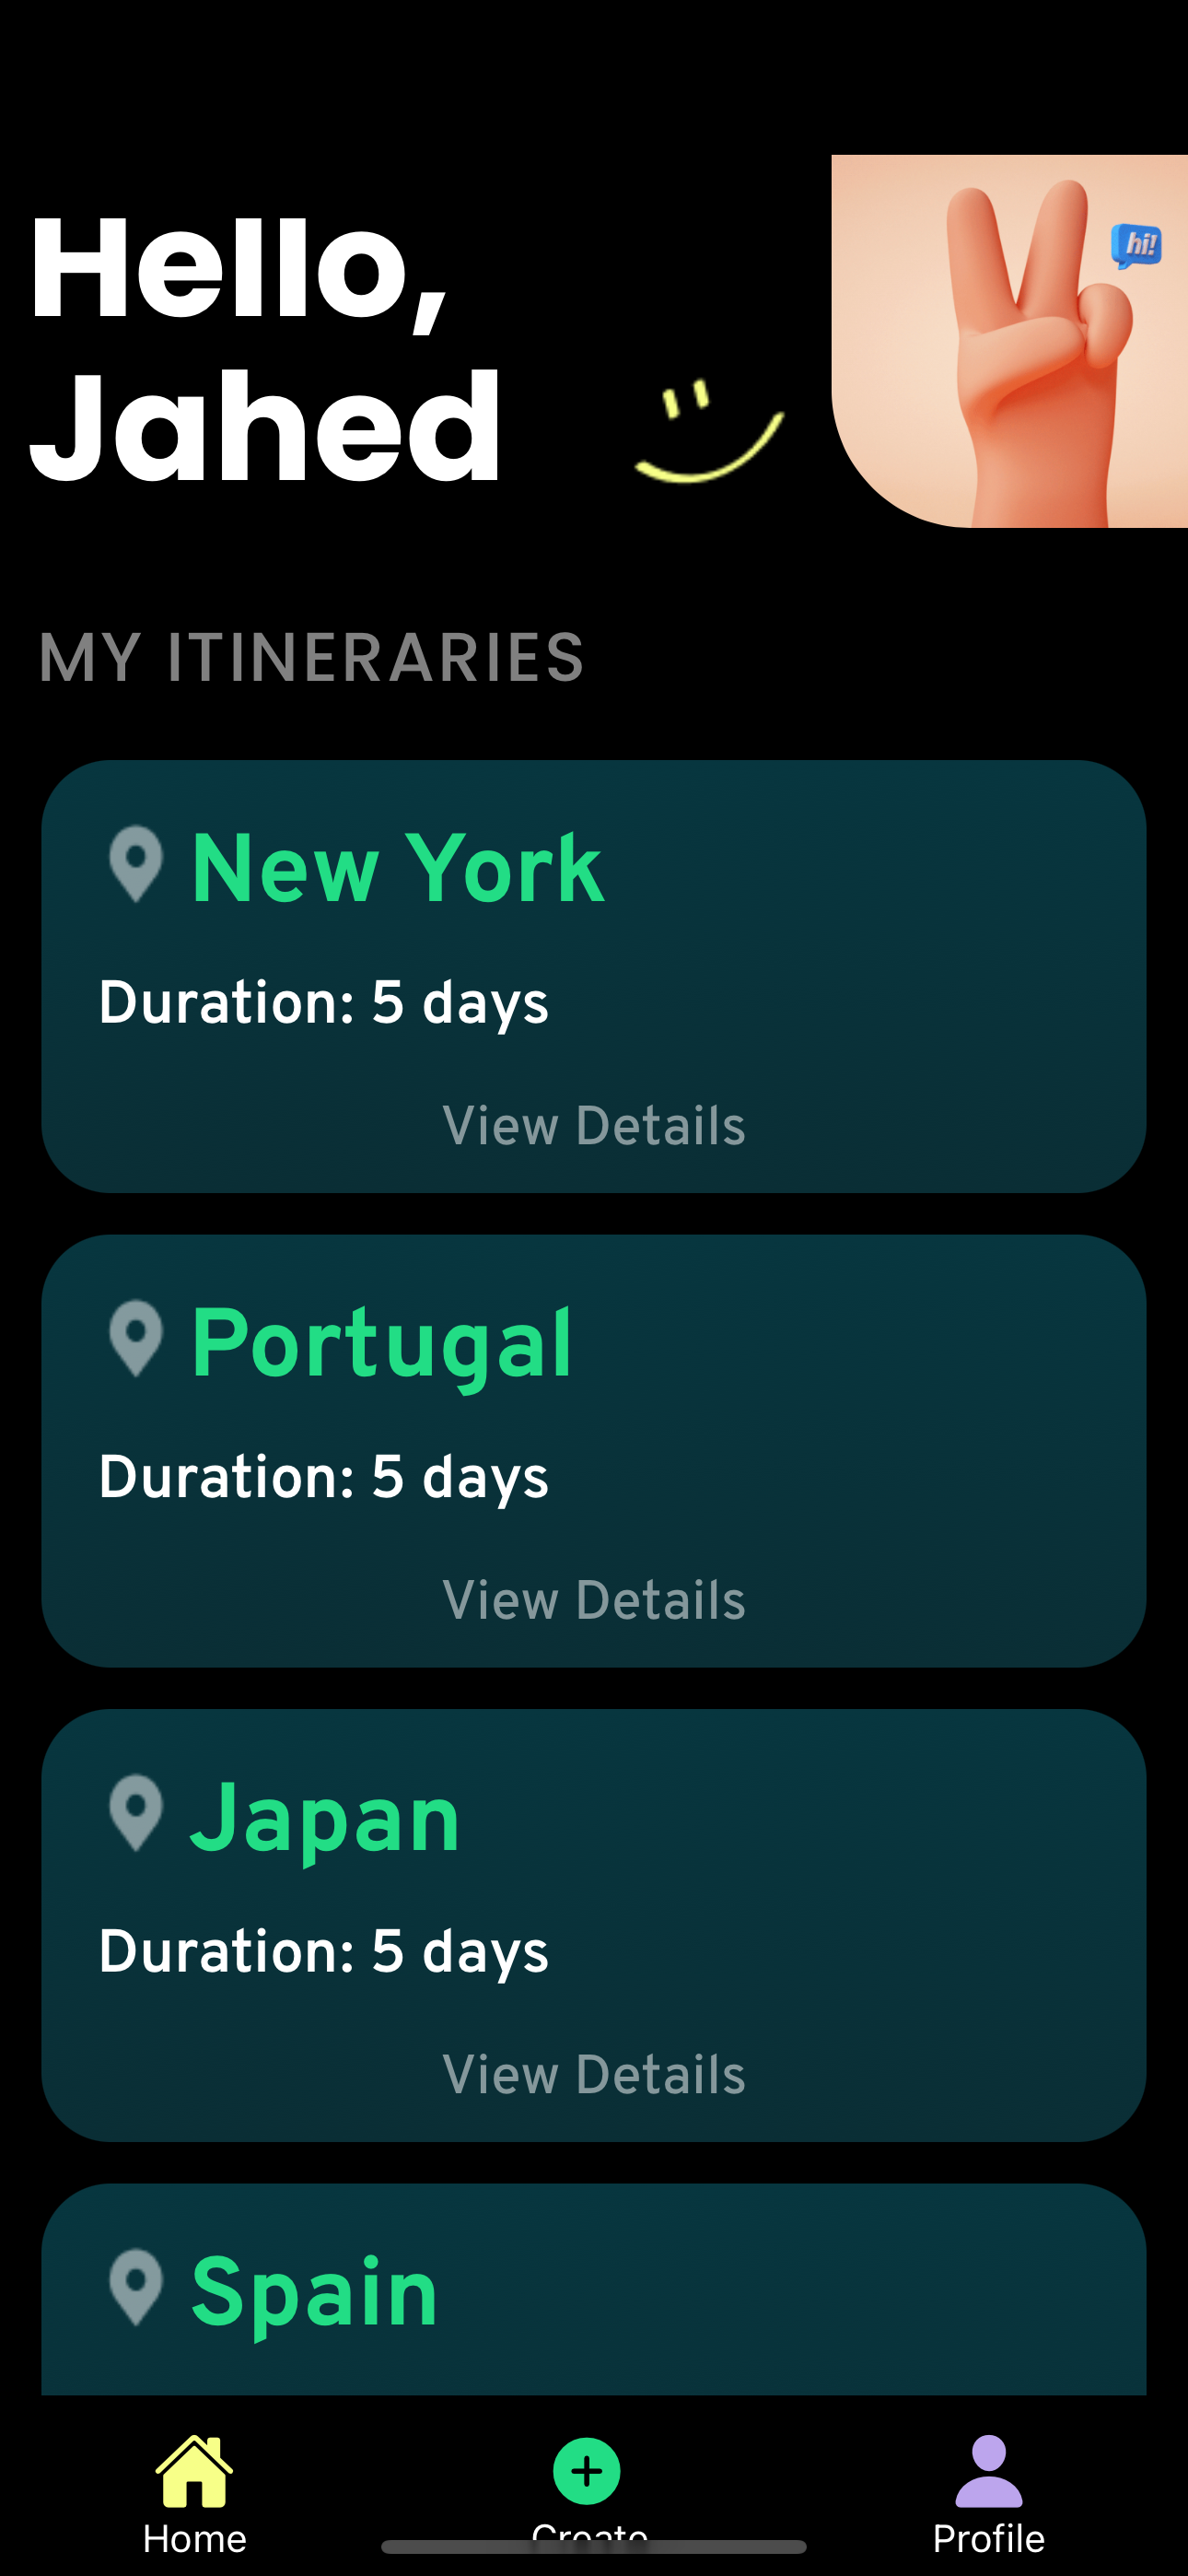 Hello,
Jahed
hi!
MY ITINERARIES
New York
Duration: 5 days
View Details
Portugal
Duration: 5 days
View Details
Japan
Duration: 5 days
View Details
Spain
Home
Create
Profile